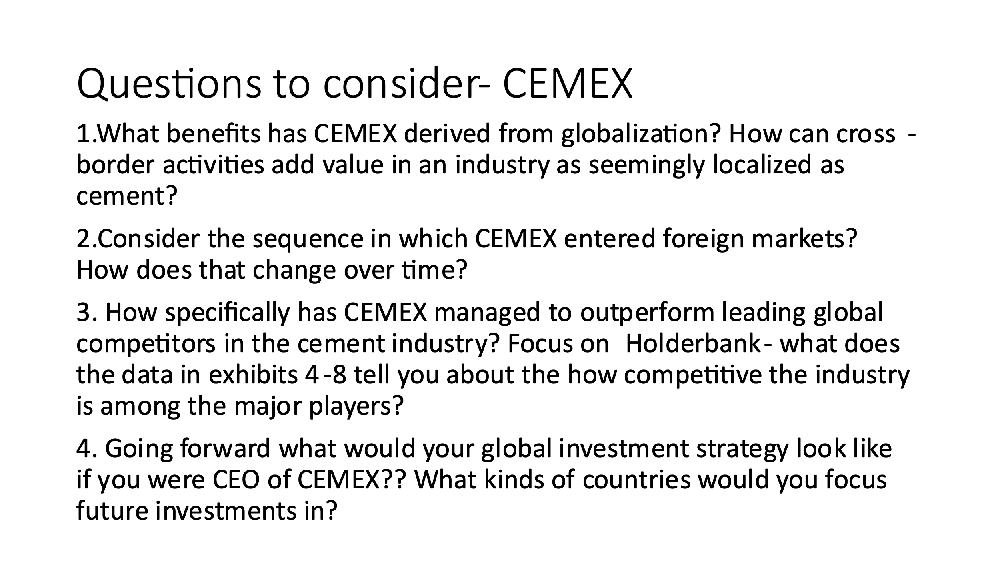 Questions to consider- CEMEX
1.What benefits has CEMEX derived from globalization? How can cross -
border activities add value in an industry as seemingly localized as
cement?
2.Consider the sequence in which CEMEX entered foreign markets?
How does that change over time?
3. How specifically has CEMEX managed to outperform leading global
competitors in the cement industry? Focus on  Holderbank- what does
the data in exhibits 4-8 tell you about the how competitive the industry
is among the major players?
4. Going forward what would your global investment strategy look like
if you were CEO of CEMEX?? What kinds of countries would you focus
future investments in?